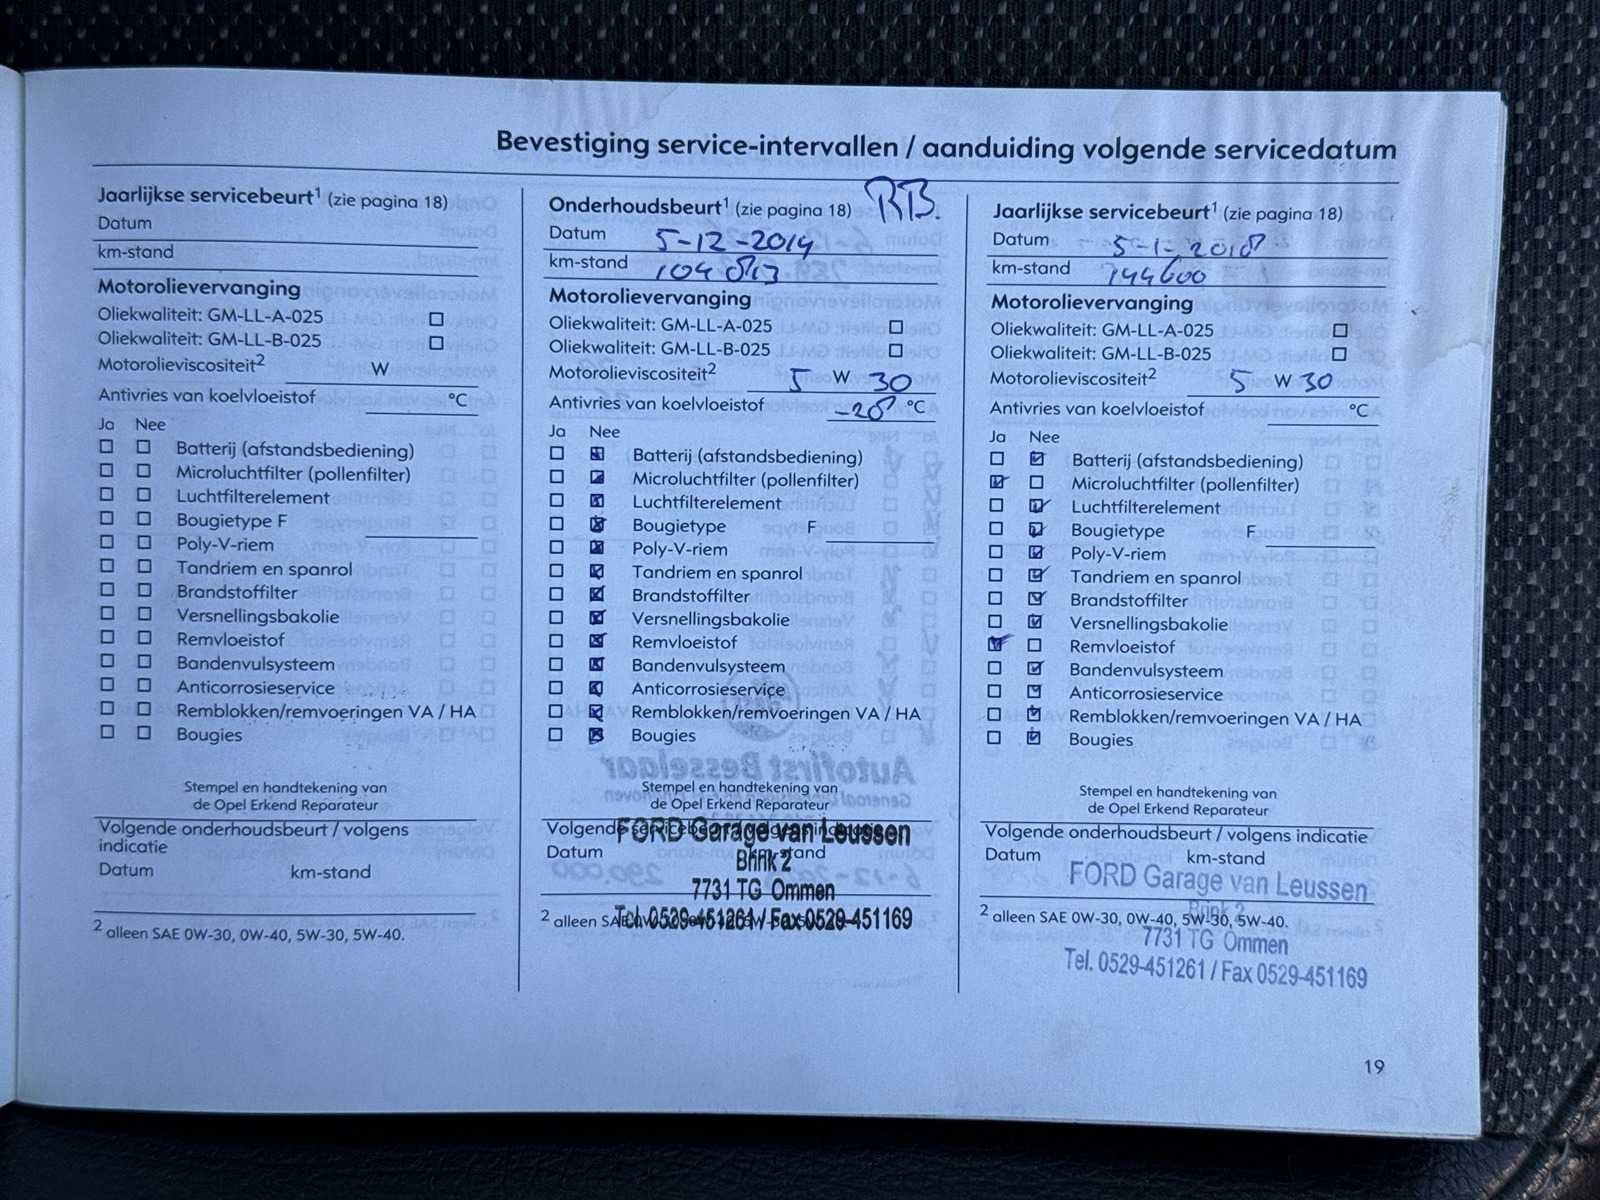 Bevestiging service-intervallen / aanduiding volgende servicedatum
Jaarlijkse servicebeurt¹ (zie pagina 18)
Datum
km-stand
Motorolievervanging
Oliekwaliteit: GM-LL-A-025
Oliekwaliteit: GM-LL-B-025
Motorolieviscositeit² W
Antivries van koelvloeistof °C
Ja Nee
Batterij (afstandsbediening)
Microluchtfilter (pollenfilter)
Luchtfilterelement
Bougietype F
Poly-V-riem
Tandriem en spanrol
Brandstoffilter
Versnellingsbakolie
Remvloeistof
Bandenvulsysteem
Anticorrosieservice
Remblokken/remvoeringen VA / HA
Bougies
Stempel en handtekening van
de Opel Erkend Reparateur
Volgende onderhoudsbeurt / volgens
indicatie
Datum km-stand
² alleen SAE 0W-30, 0W-40, 5W-30, 5W-40.
Onderhoudsbeurt¹ (zie pagina 18) RB.
Datum 5-12-2014
km-stand
Motorolievervanging
Oliekwaliteit: GM-LL-A-025
Oliekwaliteit: GM-LL-B-025
Motorolieviscositeit² 5 W 30
Antivries van koelvloeistof -28 °C
Ja Nee
Batterij (afstandsbediening)
Microluchtfilter (pollenfilter)
Luchtfilterelement
Bougietype F
Poly-V-riem
Tandriem en spanrol
Brandstoffilter
Versnellingsbakolie
Remvloeistof
Bandenvulsysteem
Anticorrosieservice
Remblokken/remvoeringen VA / HA
Bougies
Stempel en handtekening van
de Opel Erkend Reparateur
Volgende
FORD Garage van Leussen
Datum km-stand
Brink 2
7731 TG Ommen
² alleen
Tel. 0529-451261 / Fax 0529-451169
Jaarlijkse servicebeurt¹ (zie pagina 18)
Datum 5-1-2018
km-stand 144600
Motorolievervanging
Oliekwaliteit: GM-LL-A-025
Oliekwaliteit: GM-LL-B-025
Motorolieviscositeit² 5 W 30
Antivries van koelvloeistof °C
Ja Nee
Batterij (afstandsbediening)
Microluchtfilter (pollenfilter)
Luchtfilterelement
Bougietype F
Poly-V-riem
Tandriem en spanrol
Brandstoffilter
Versnellingsbakolie
Remvloeistof
Bandenvulsysteem
Anticorrosieservice
Remblokken/remvoeringen VA / HA
Bougies
Stempel en handtekening van
de Opel Erkend Reparateur
Volgende onderhoudsbeurt / volgens indicatie
Datum km-stand
FORD Garage van Leussen
Brink 2
² alleen SAE 0W-30, 0W-40, 5W-30, 5W-40.
7731 TG Ommen
Tel. 0529-451261 / Fax 0529-451169
19